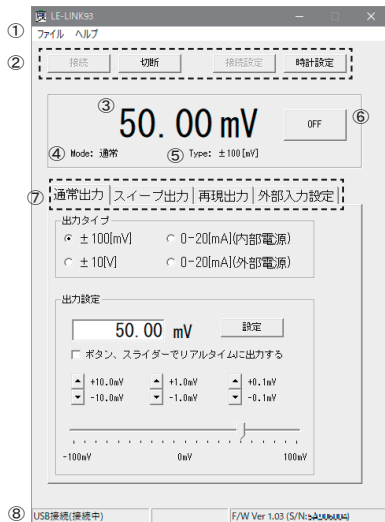 LE-LINK93
① ファイル ヘルプ
② 接続 切断 接続設定 時計設定
③ 50.00 mV
OFF ⑥
④ Mode: 通常 ⑤ Type: ±100[mV]
⑦ 通常出力 スイープ出力 再現出力 外部入力設定
出力タイプ
±100[mV] 0-20[mA](内部電源)
±10[V] 0-20[mA](外部電源)
出力設定
50.00 mV 設定
ボタン、スライダーでリアルタイムに出力する
+10.0mV +1.0mV +0.1mV
-10.0mV -1.0mV -0.1mV
-100mV 0mV 100mV
⑧ USB接続(接続中) F/W Ver 1.03 (S/N: